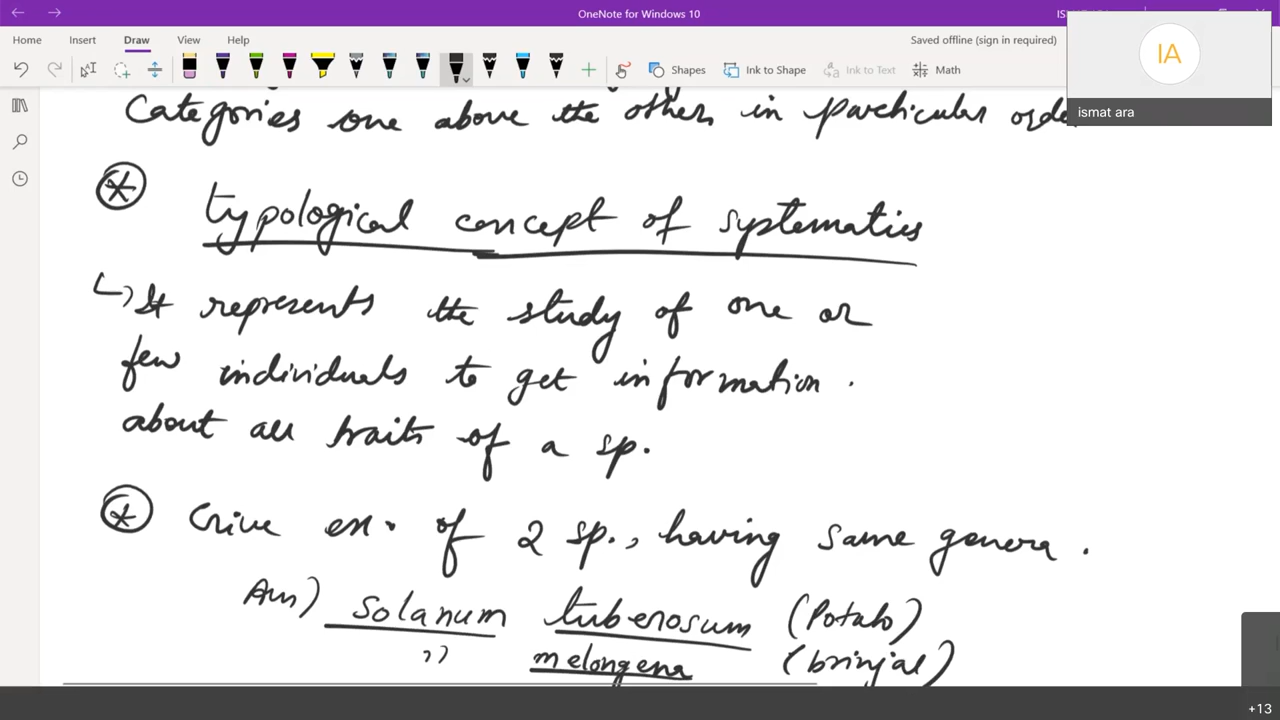 OneNote for Windows 10
Home Insert Draw View Help
Saved offline (sign in required)
IA
Shapes Ink to Shape Ink to Text Math
ismat ara
Categories one above the other, in particular orde
typological concept of systematics
It represents the study of one or
few individuals to get information.
about all traits of a sp.
Give ex. of 2 sp., having same genera.
Ans) Solanum tuberosum (Potato)
" melongena (brinjal)
+13